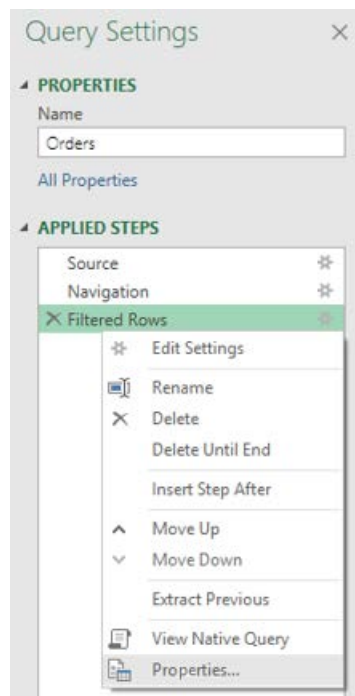 Query Settings
PROPERTIES
Name
Orders
All Properties
APPLIED STEPS
Source
Navigation
Filtered Rows
Edit Settings
Rename
Delete
Delete Until End
Insert Step After
Move Up
Move Down
Extract Previous
View Native Query
Properties...